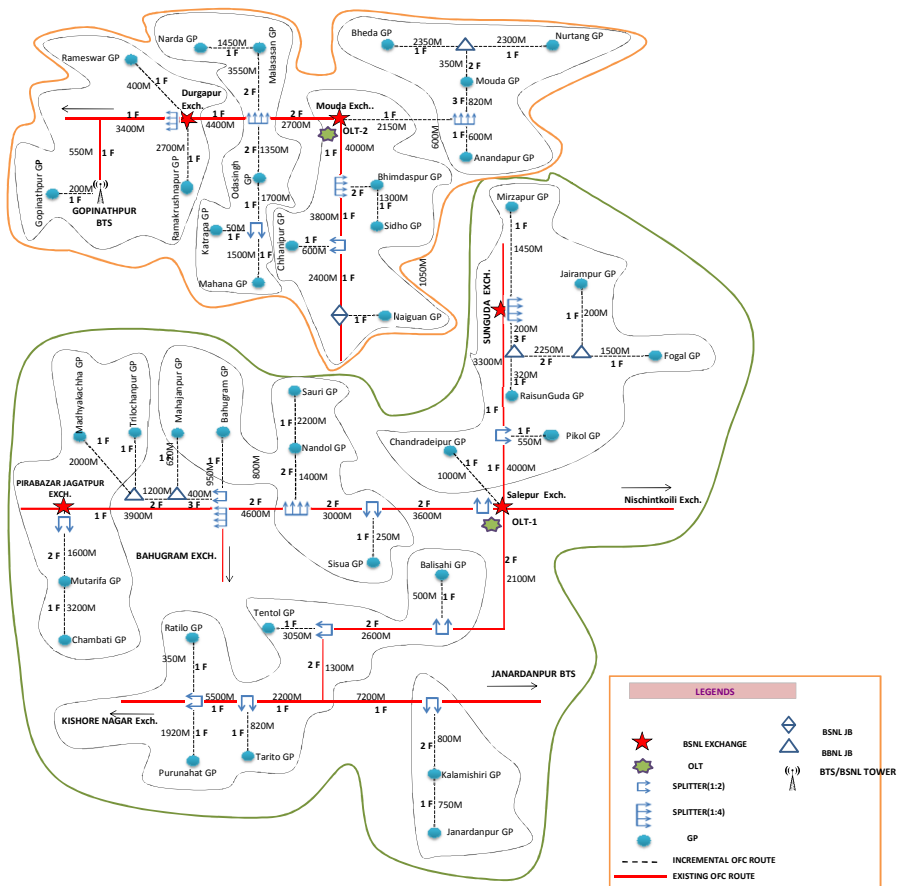 Narda GP
1450M
1 F
Malasasan GP
3550M
2 F
Bheda GP
2350M
1 F
2300M
1 F
Nurtang GP
350M
2 F
Mouda GP
3 F
820M
1 F
600M
Anandapur GP
600M
Rameswar GP
1 F
400M
Durgapur
Exch.
1 F
3400M
1 F
4400M
2 F
2700M
Mouda Exch..
OLT-2
1 F
2150M
550M
1 F
Gopinathpur GP
200M
1 F
GOPINATHPUR
BTS
2700M
1 F
Ramakrushnapur GP
2 F
1350M
Odasingh
GP
1 F
1700M
Katrapa GP
50M
1 F
1500M
1 F
Mahana GP
1 F
4000M
Bhimdaspur GP
2 F
1300M
1 F
Sidho GP
3800M
1 F
Chhanipur GP
1 F
600M
2400M
1 F
1 F
Naiguan GP
1050M
Mirzapur GP
1 F
1450M
SUNGUDA EXCH.
Jairampur GP
1 F
200M
200M
3 F
2250M
2 F
1500M
1 F
Fogal GP
3300M
320M
1 F
RaisunGuda GP
1 F
1 F
550M
Pikol GP
Chandradeipur GP
1 F
1000M
1 F
4000M
Salepur Exch.
OLT-1
Nischintkoili Exch.
Madhyakachha GP
1 F
2000M
Trilochanpur GP
1 F
Mahajanpur GP
1 F
Bahugram GP
1 F
950M
800M
Sauri GP
1 F
2200M
Nandol GP
2 F
1400M
PIRABAZAR JAGATPUR
EXCH.
1 F
1200M
2 F
400M
3 F
3900M
2 F
4600M
2 F
3000M
2 F
3600M
BAHUGRAM EXCH.
1 F
250M
Sisua GP
2 F
1600M
Mutarifa GP
1 F
3200M
Chambati GP
2 F
2100M
Balisahi GP
500M
1 F
Tentol GP
1 F
3050M
2 F
2600M
2 F
1300M
Ratilo GP
350M
1 F
JANARDANPUR BTS
5500M
1 F
2200M
1 F
7200M
1 F
KISHORE NAGAR Exch.
1920M
1 F
Purunahat GP
1 F
820M
Tarito GP
2 F
800M
Kalamishiri GP
1 F
750M
Janardanpur GP
LEGENDS
BSNL EXCHANGE
OLT
SPLITTER(1:2)
SPLITTER(1:4)
GP
INCREMENTAL OFC ROUTE
EXISTING OFC ROUTE
BSNL JB
BBNL JB
BTS/BSNL TOWER